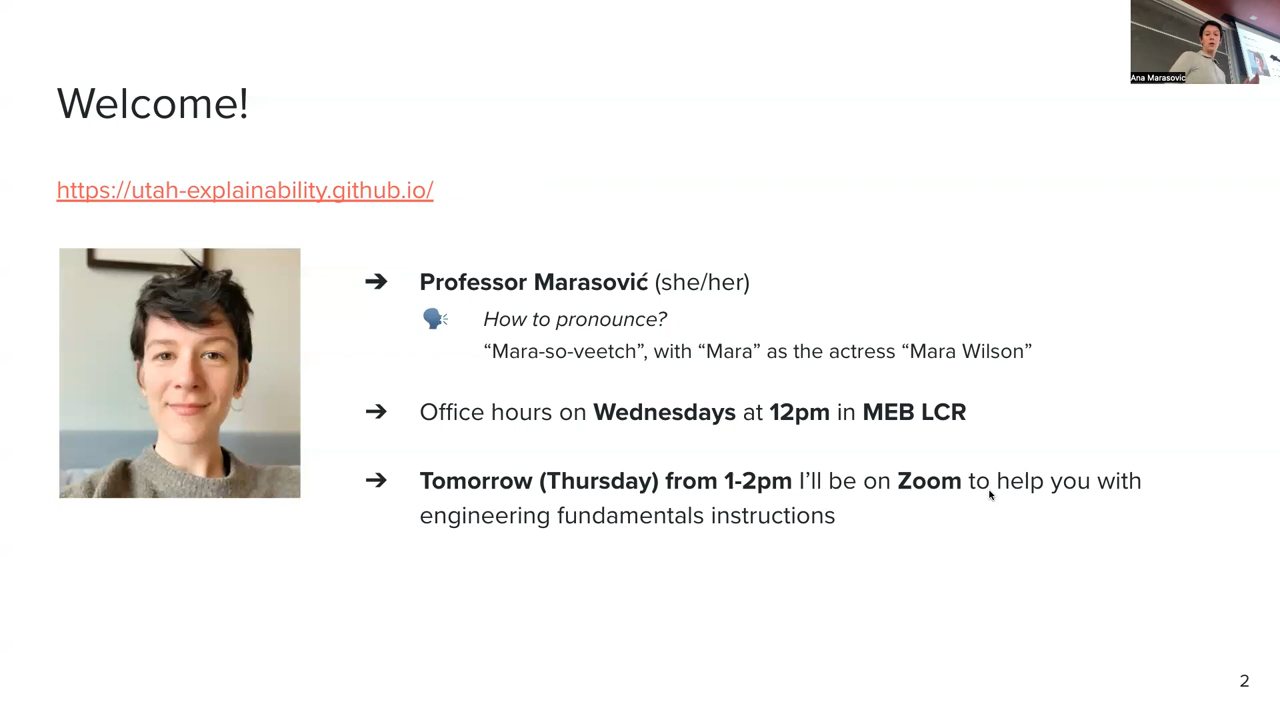 Ana Marasovic
Welcome!
https://utah-explainability.github.io/
➔ Professor Marasović (she/her)
🗣 How to pronounce?
“Mara-so-veetch”, with “Mara” as the actress “Mara Wilson”
➔ Office hours on Wednesdays at 12pm in MEB LCR
➔ Tomorrow (Thursday) from 1-2pm I’ll be on Zoom to help you with
engineering fundamentals instructions
2